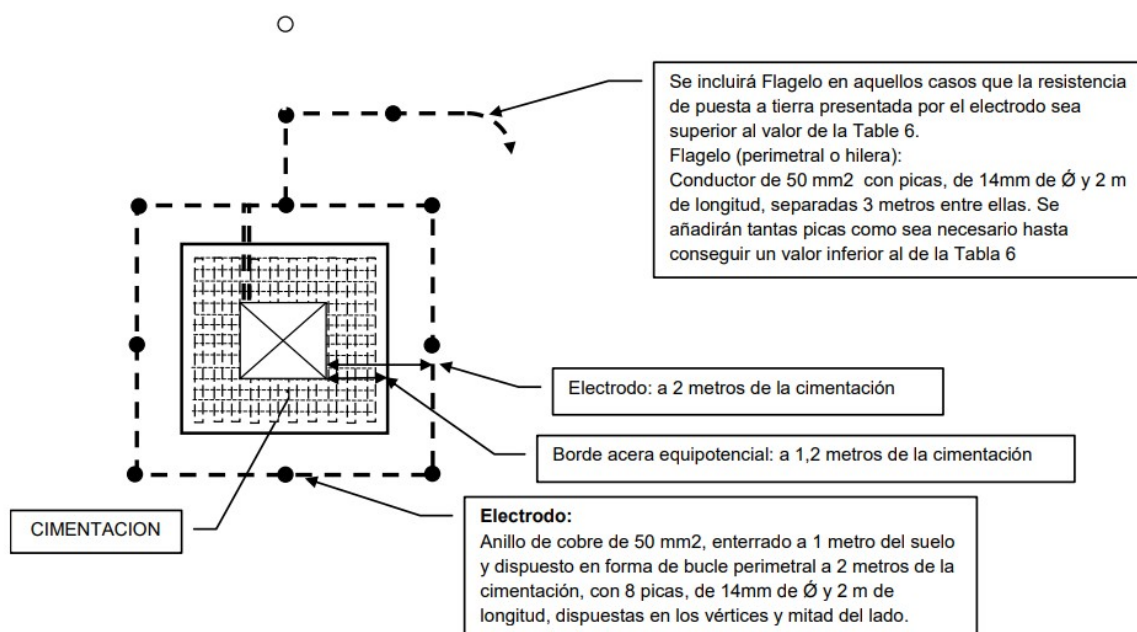 Se incluirá Flagelo en aquellos casos que la resistencia
de puesta a tierra presentada por el electrodo sea
superior al valor de la Table 6.
Flagelo (perimetral o hilera):
Conductor de 50 mm2 con picas, de 14mm de Ǿ y 2 m
de longitud, separadas 3 metros entre ellas. Se
añadirán tantas picas como sea necesario hasta
conseguir un valor inferior al de la Tabla 6
Electrodo: a 2 metros de la cimentación
Borde acera equipotencial: a 1,2 metros de la cimentación
CIMENTACION
Electrodo:
Anillo de cobre de 50 mm2, enterrado a 1 metro del suelo
y dispuesto en forma de bucle perimetral a 2 metros de la
cimentación, con 8 picas, de 14mm de Ǿ y 2 m de
longitud, dispuestas en los vértices y mitad del lado.